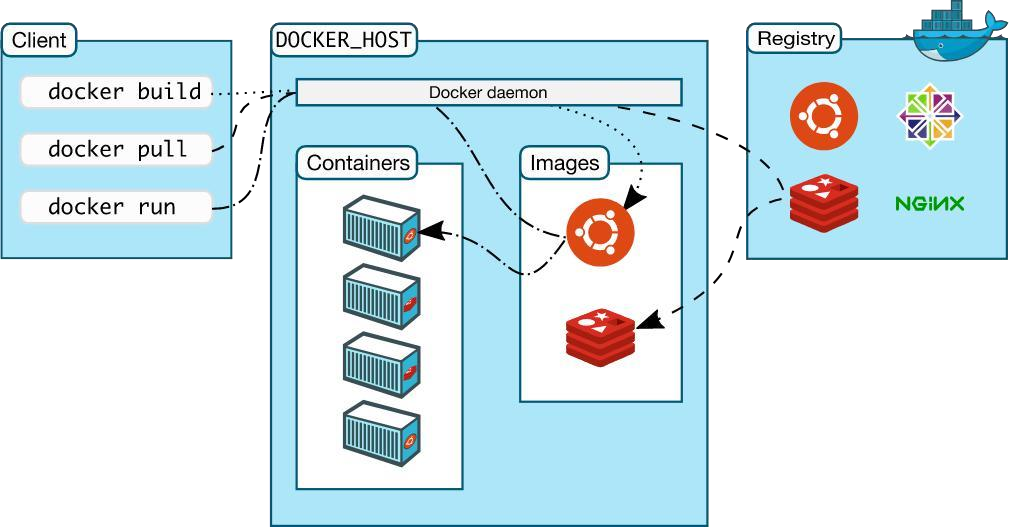 Client
docker build
docker pull
docker run
DOCKER_HOST
Docker daemon
Containers
Images
Registry
NGiNX